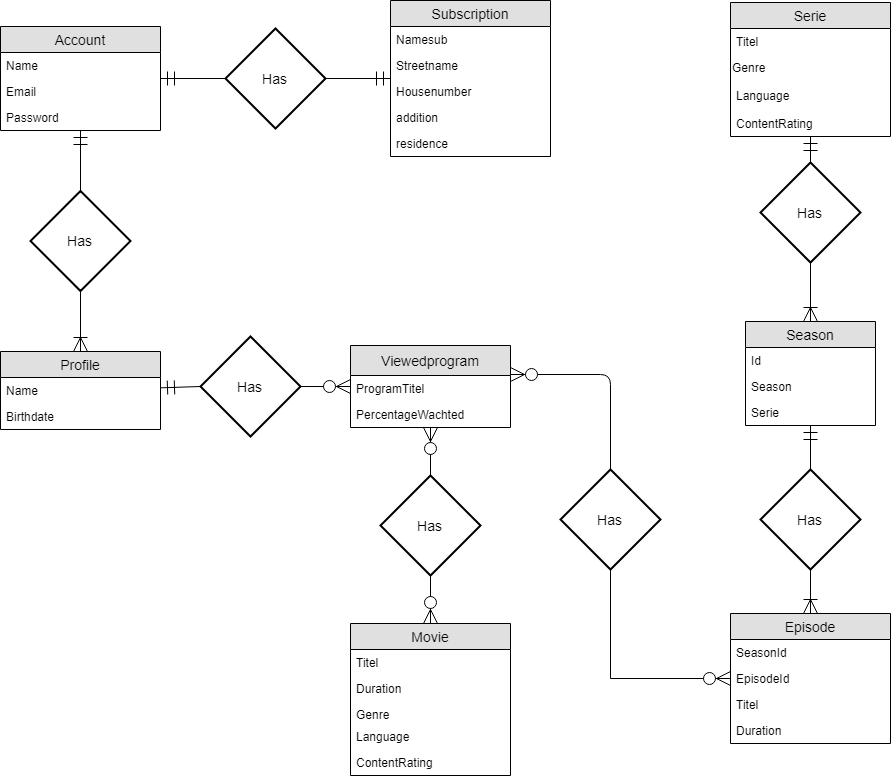 Account
Name
Email
Password
Has
Subscription
Namesub
Streetname
Housenumber
addition
residence
Serie
Titel
Genre
Language
ContentRating
Has
Has
Profile
Name
Birthdate
Has
Viewedprogram
ProgramTitel
PercentageWachted
Season
Id
Season
Serie
Has
Has
Has
Movie
Titel
Duration
Genre
Language
ContentRating
Episode
SeasonId
EpisodeId
Titel
Duration